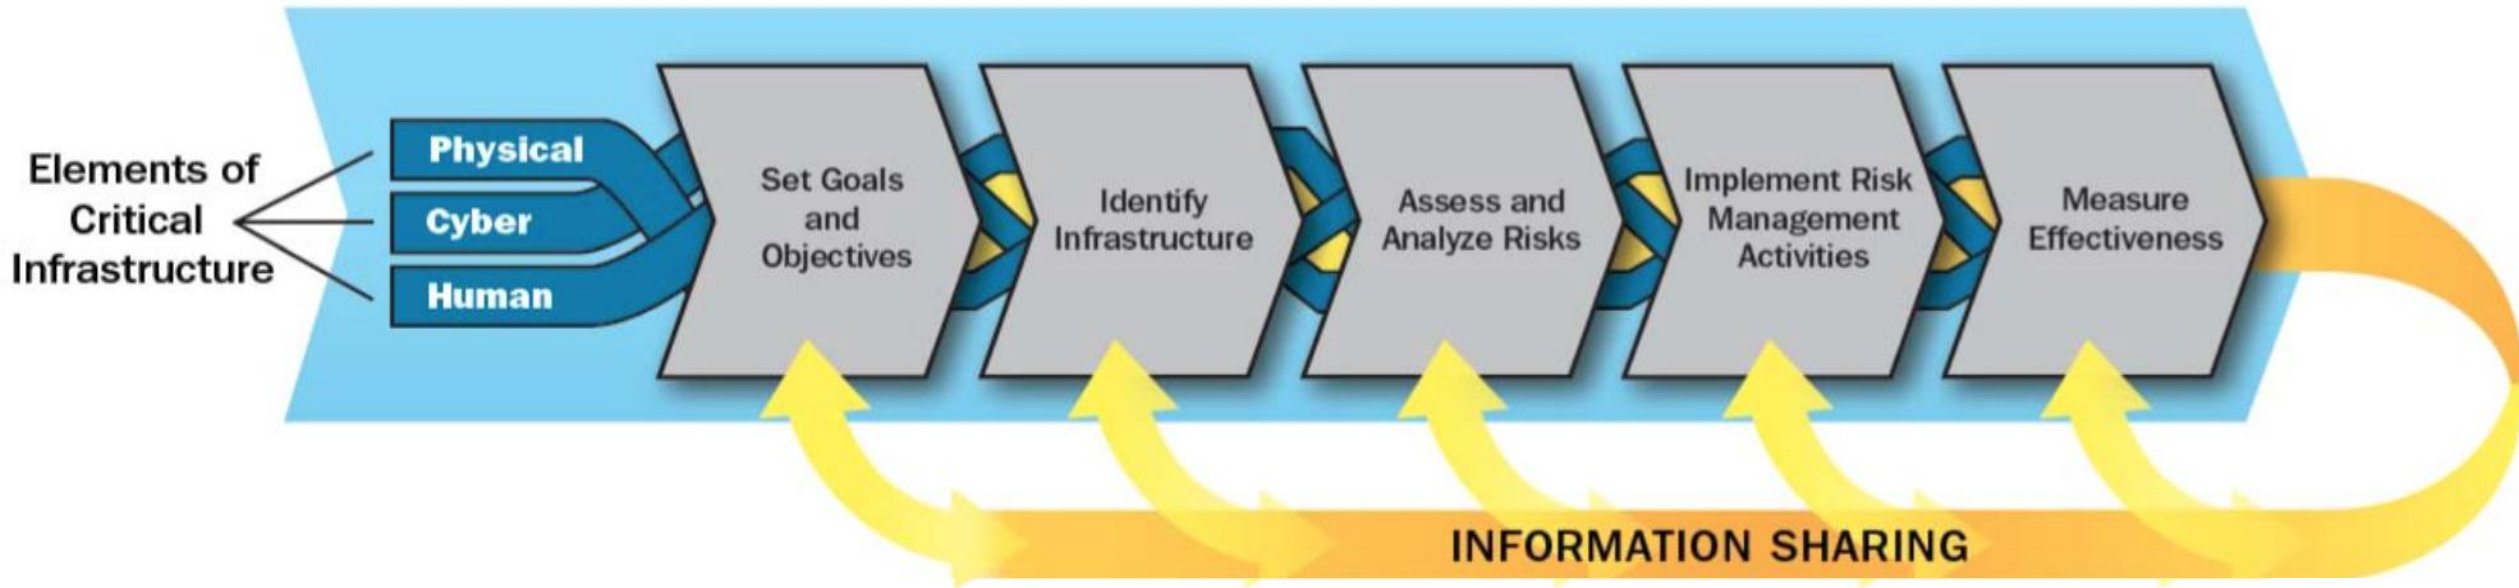 Elements of
Critical
Infrastructure
Physical
Cyber
Human
Set Goals
and
Objectives
Identify
Infrastructure
Assess and
Analyze Risks
Implement Risk
Management
Activities
Measure
Effectiveness
INFORMATION SHARING